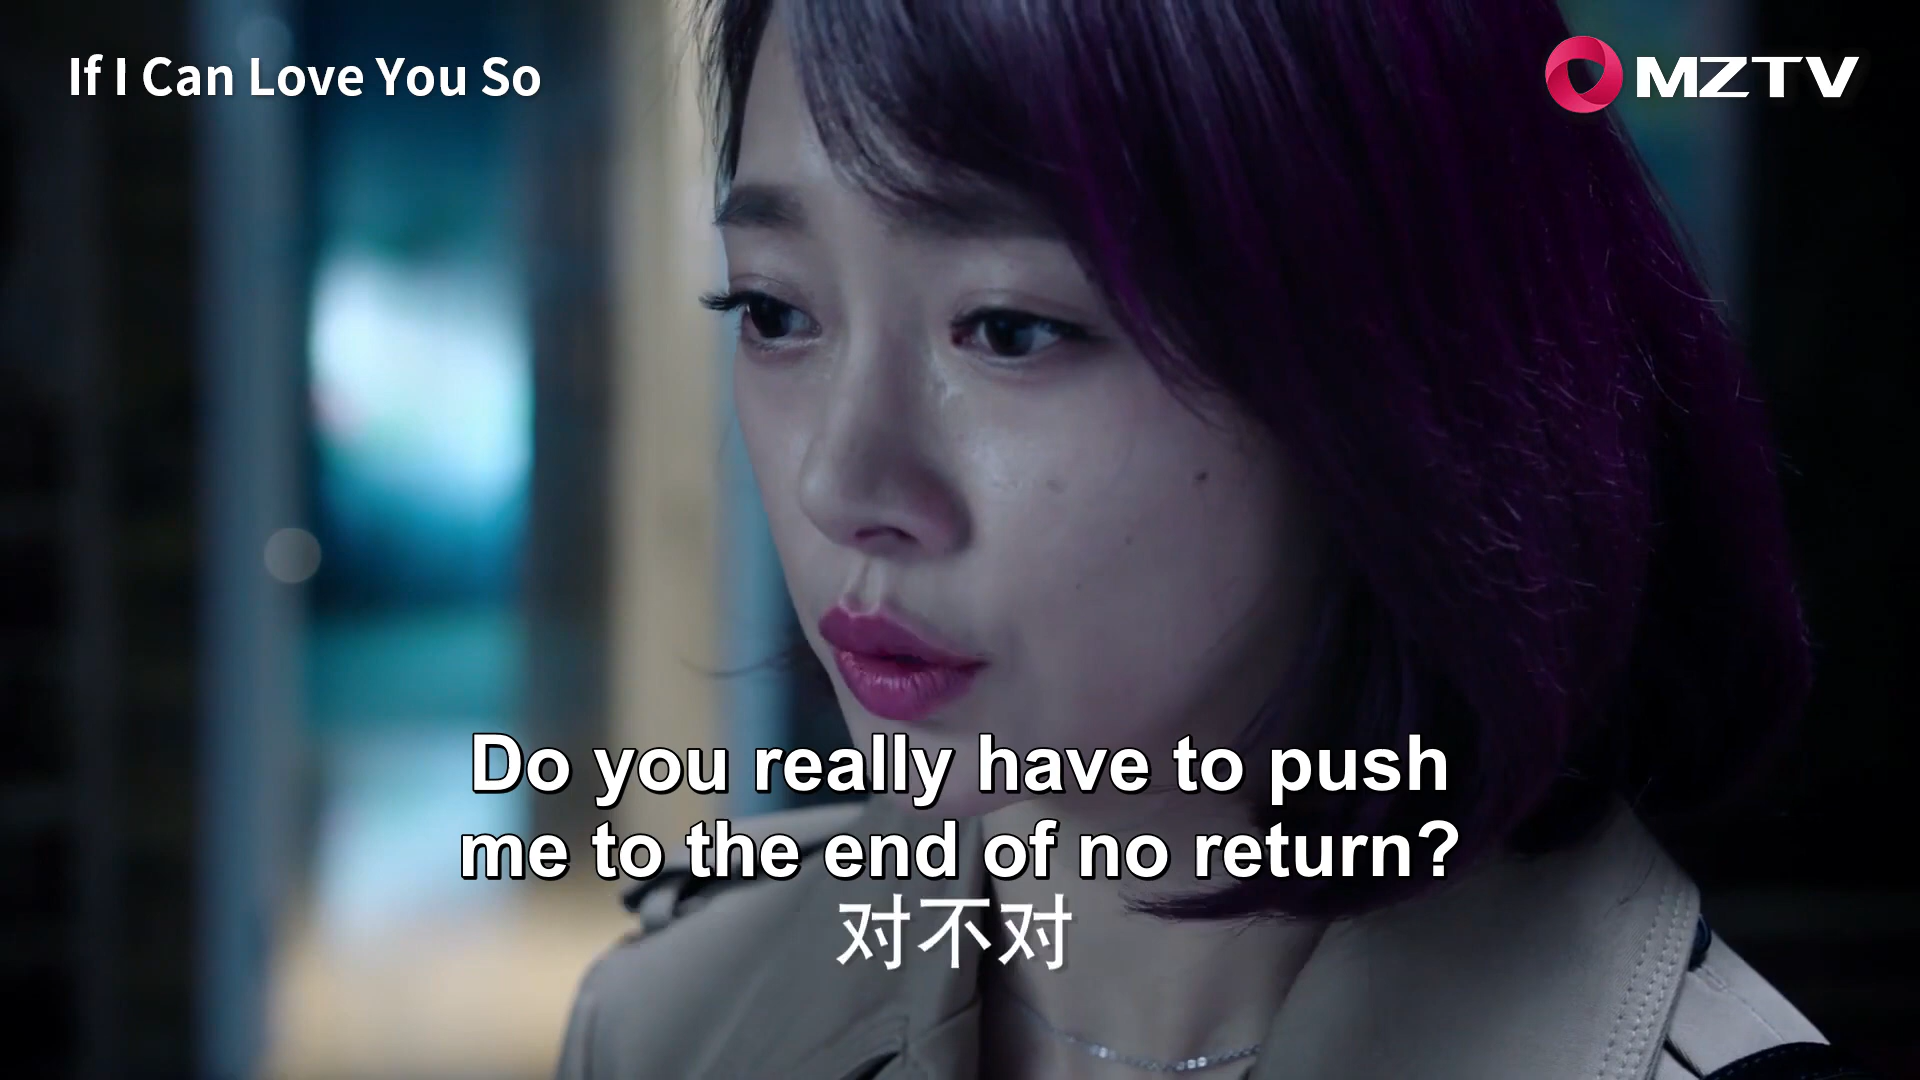 If I Can Love You So
MZTV
Do you really have to push
me to the end of no return?
对不对